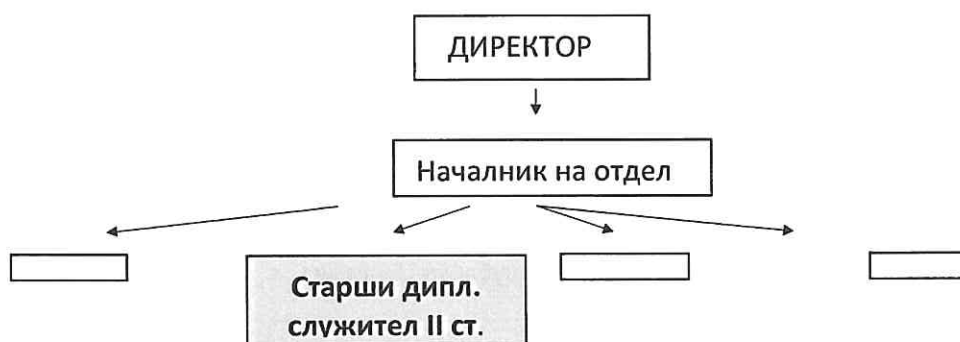 ДИРЕКТОР
Началник на отдел
Старши дипл.
служител II ст.